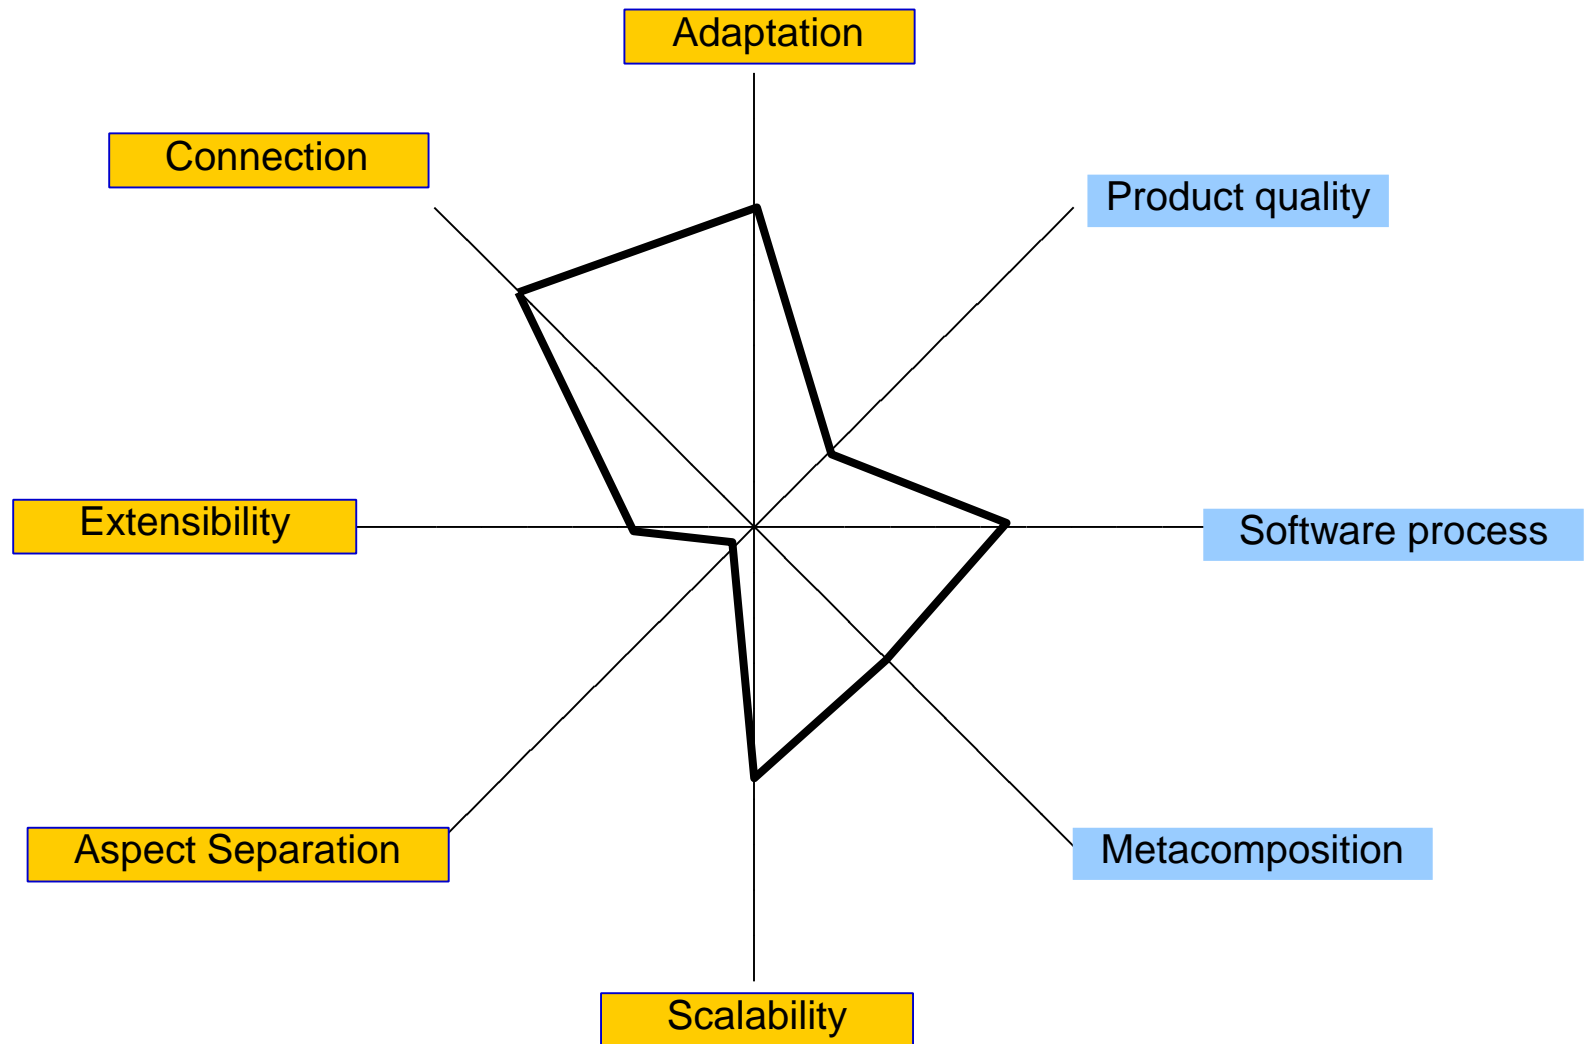 Adaptation
Connection
Product quality
Extensibility
Software process
Aspect Separation
Metacomposition
Scalability